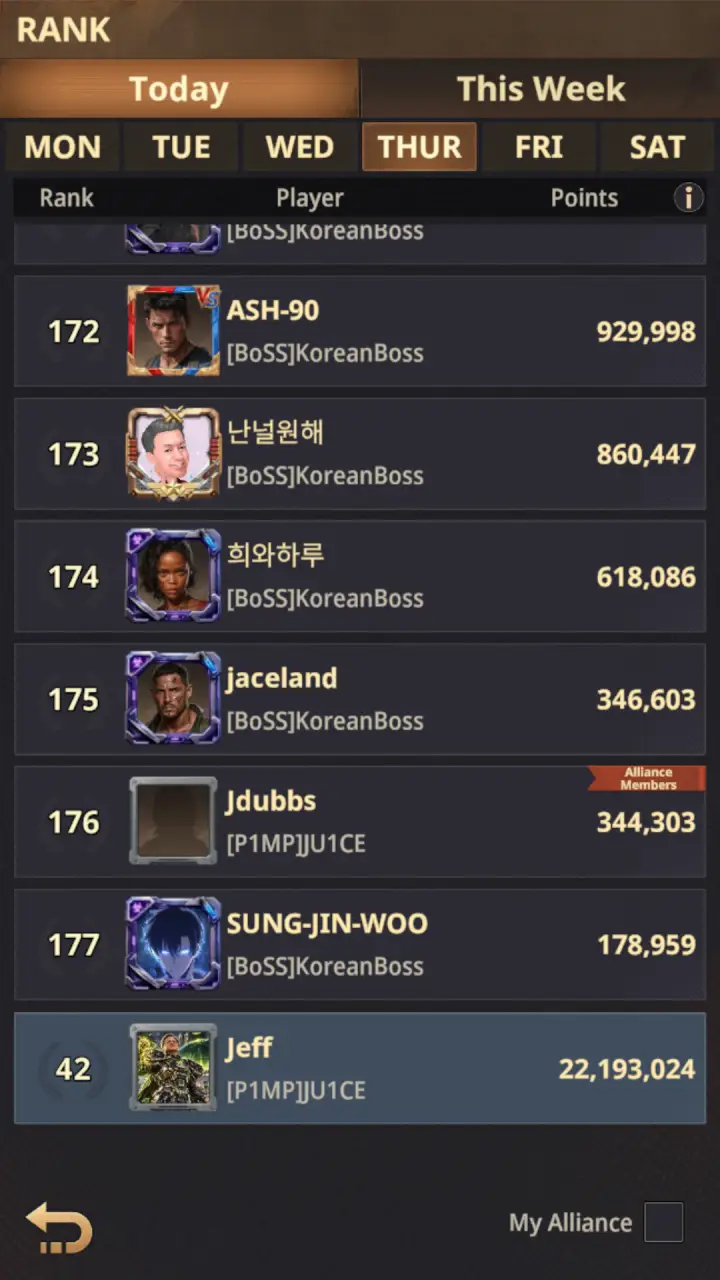 RANK
Today
This Week
MON
TUE
WED
THUR
FRI
SAT
Rank
Player
Points
i
[BoSS]KoreanBoss
172
VS
ASH-90
[BoSS]KoreanBoss
929,998
173
난널원해
[BoSS]KoreanBoss
860,447
174
희와하루
[BoSS]KoreanBoss
618,086
175
jaceland
[BoSS]KoreanBoss
346,603
Alliance
Members
176
Jdubbs
[P1MP]JU1CE
344,303
177
SUNG-JIN-WOO
[BoSS]KoreanBoss
178,959
42
Jeff
[P1MP]JU1CE
22,193,024
My Alliance